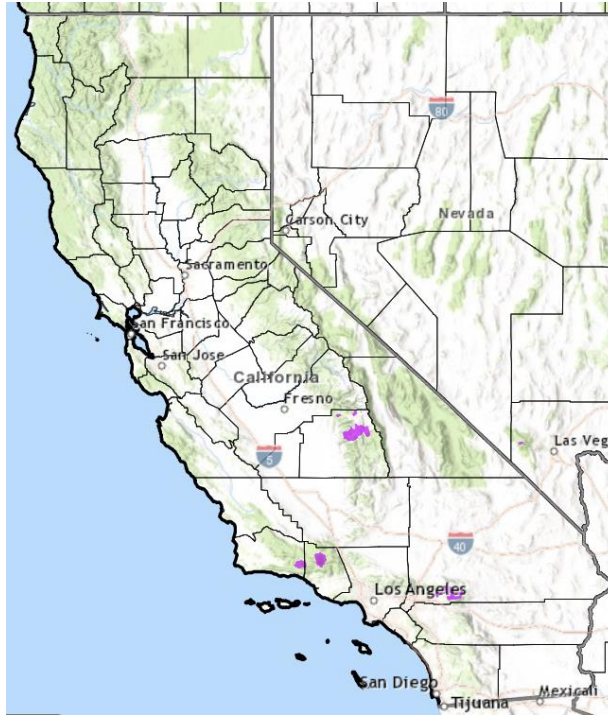 80
Carson City
Nevada
Sacramento
San Francisco
San Jose
California
Fresno
Las Veg
5
40
Los Angeles
San Diego
Tijuana
Mexicali